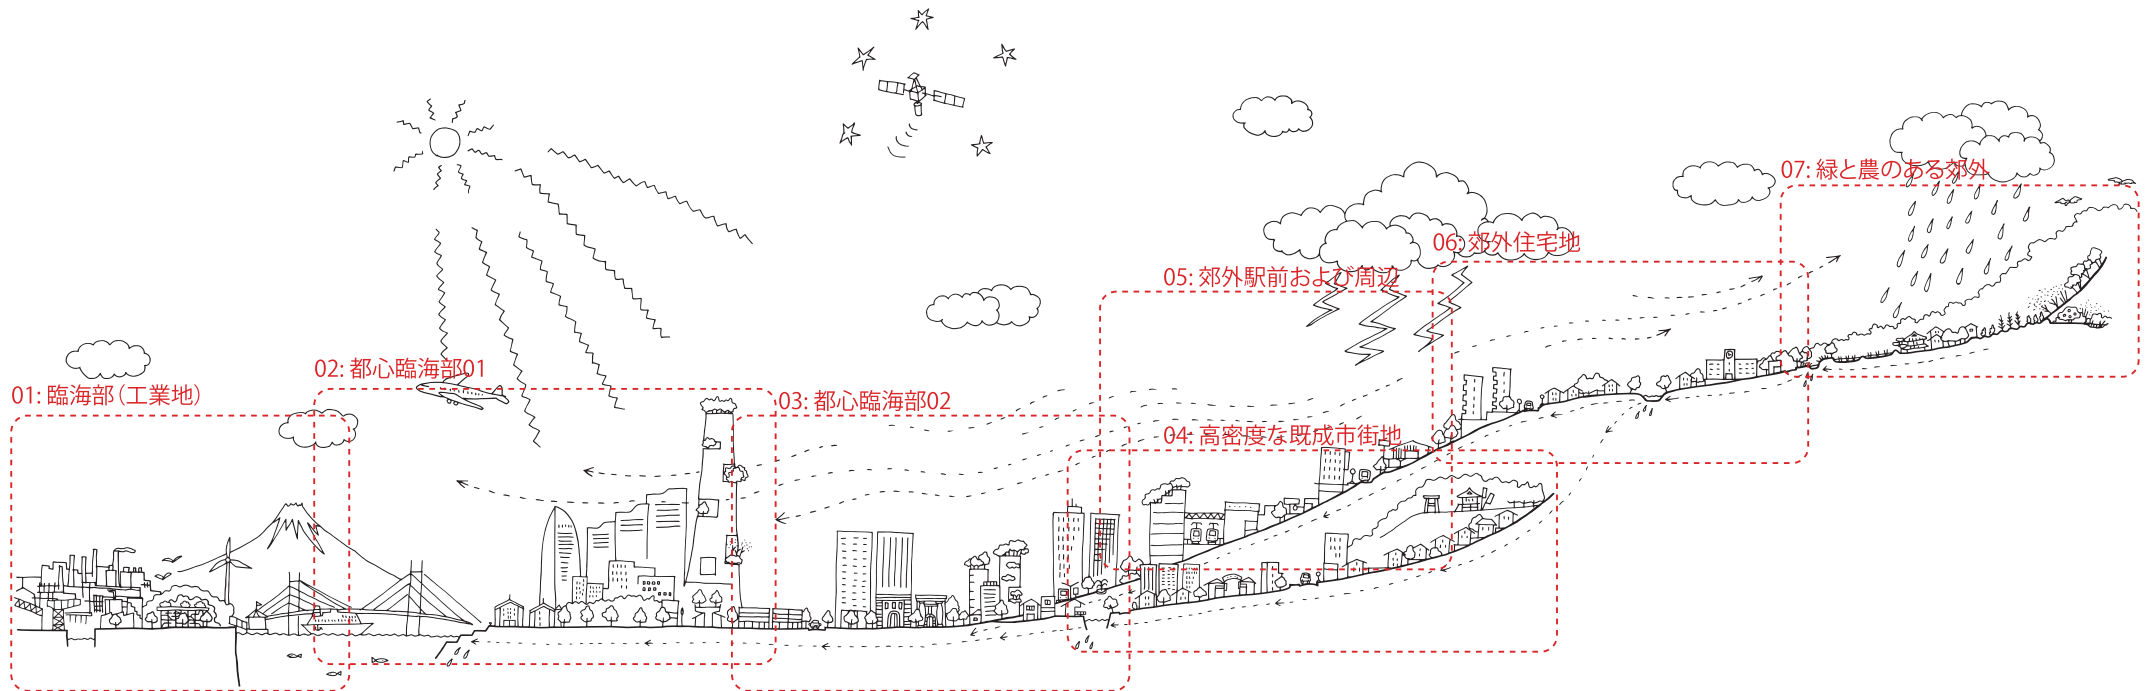 01: 臨海部（工業地）
02: 都心臨海部01
03: 都心臨海部02
04: 高密度な既成市街地
05: 郊外駅前および周辺
06: 郊外住宅地
07: 緑と農のある郊外